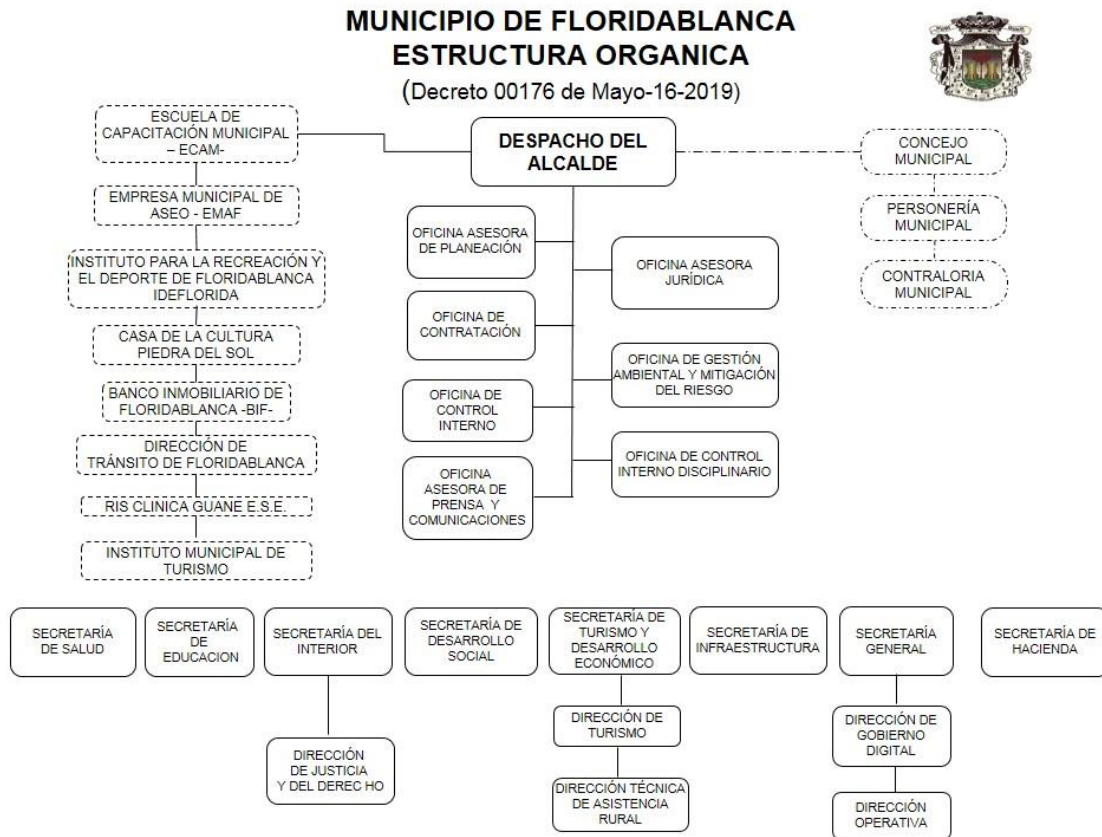 MUNICIPIO DE FLORIDABLANCA
ESTRUCTURA ORGANICA
(Decreto 00176 de Mayo-16-2019)
ESCUELA DE
CAPACITACIÓN MUNICIPAL
– ECAM-
EMPRESA MUNICIPAL DE
ASEO - EMAF
INSTITUTO PARA LA RECREACIÓN Y
EL DEPORTE DE FLORIDABLANCA
IDEFLORIDA
CASA DE LA CULTURA
PIEDRA DEL SOL
BANCO INMOBILIARIO DE
FLORIDABLANCA -BIF-
DIRECCIÓN DE
TRÁNSITO DE FLORIDABLANCA
RIS CLINICA GUANE E.S.E.
INSTITUTO MUNICIPAL DE
TURISMO
DESPACHO DEL
ALCALDE
OFICINA ASESORA
DE PLANEACIÓN
OFICINA ASESORA
JURÍDICA
OFICINA DE
CONTRATACIÓN
OFICINA DE GESTIÓN
AMBIENTAL Y MITIGACIÓN
DEL RIESGO
OFICINA DE
CONTROL
INTERNO
OFICINA DE CONTROL
INTERNO DISCIPLINARIO
OFICINA
ASESORA DE
PRENSA Y
COMUNICACIONES
CONCEJO
MUNICIPAL
PERSONERÍA
MUNICIPAL
CONTRALORIA
MUNICIPAL
SECRETARÍA
DE SALUD
SECRETARÍA
DE
EDUCACION
SECRETARÍA DEL
INTERIOR
SECRETARÍA DE
DESARROLLO
SOCIAL
SECRETARÍA DE
TURISMO Y
DESARROLLO
ECONÓMICO
SECRETARÍA DE
INFRAESTRUCTURA
SECRETARÍA
GENERAL
SECRETARÍA DE
HACIENDA
DIRECCIÓN
DE JUSTICIA
Y DEL DEREC HO
DIRECCIÓN DE
TURISMO
DIRECCIÓN TÉCNICA
DE ASISTENCIA
RURAL
DIRECCIÓN DE
GOBIERNO
DIGITAL
DIRECCIÓN
OPERATIVA